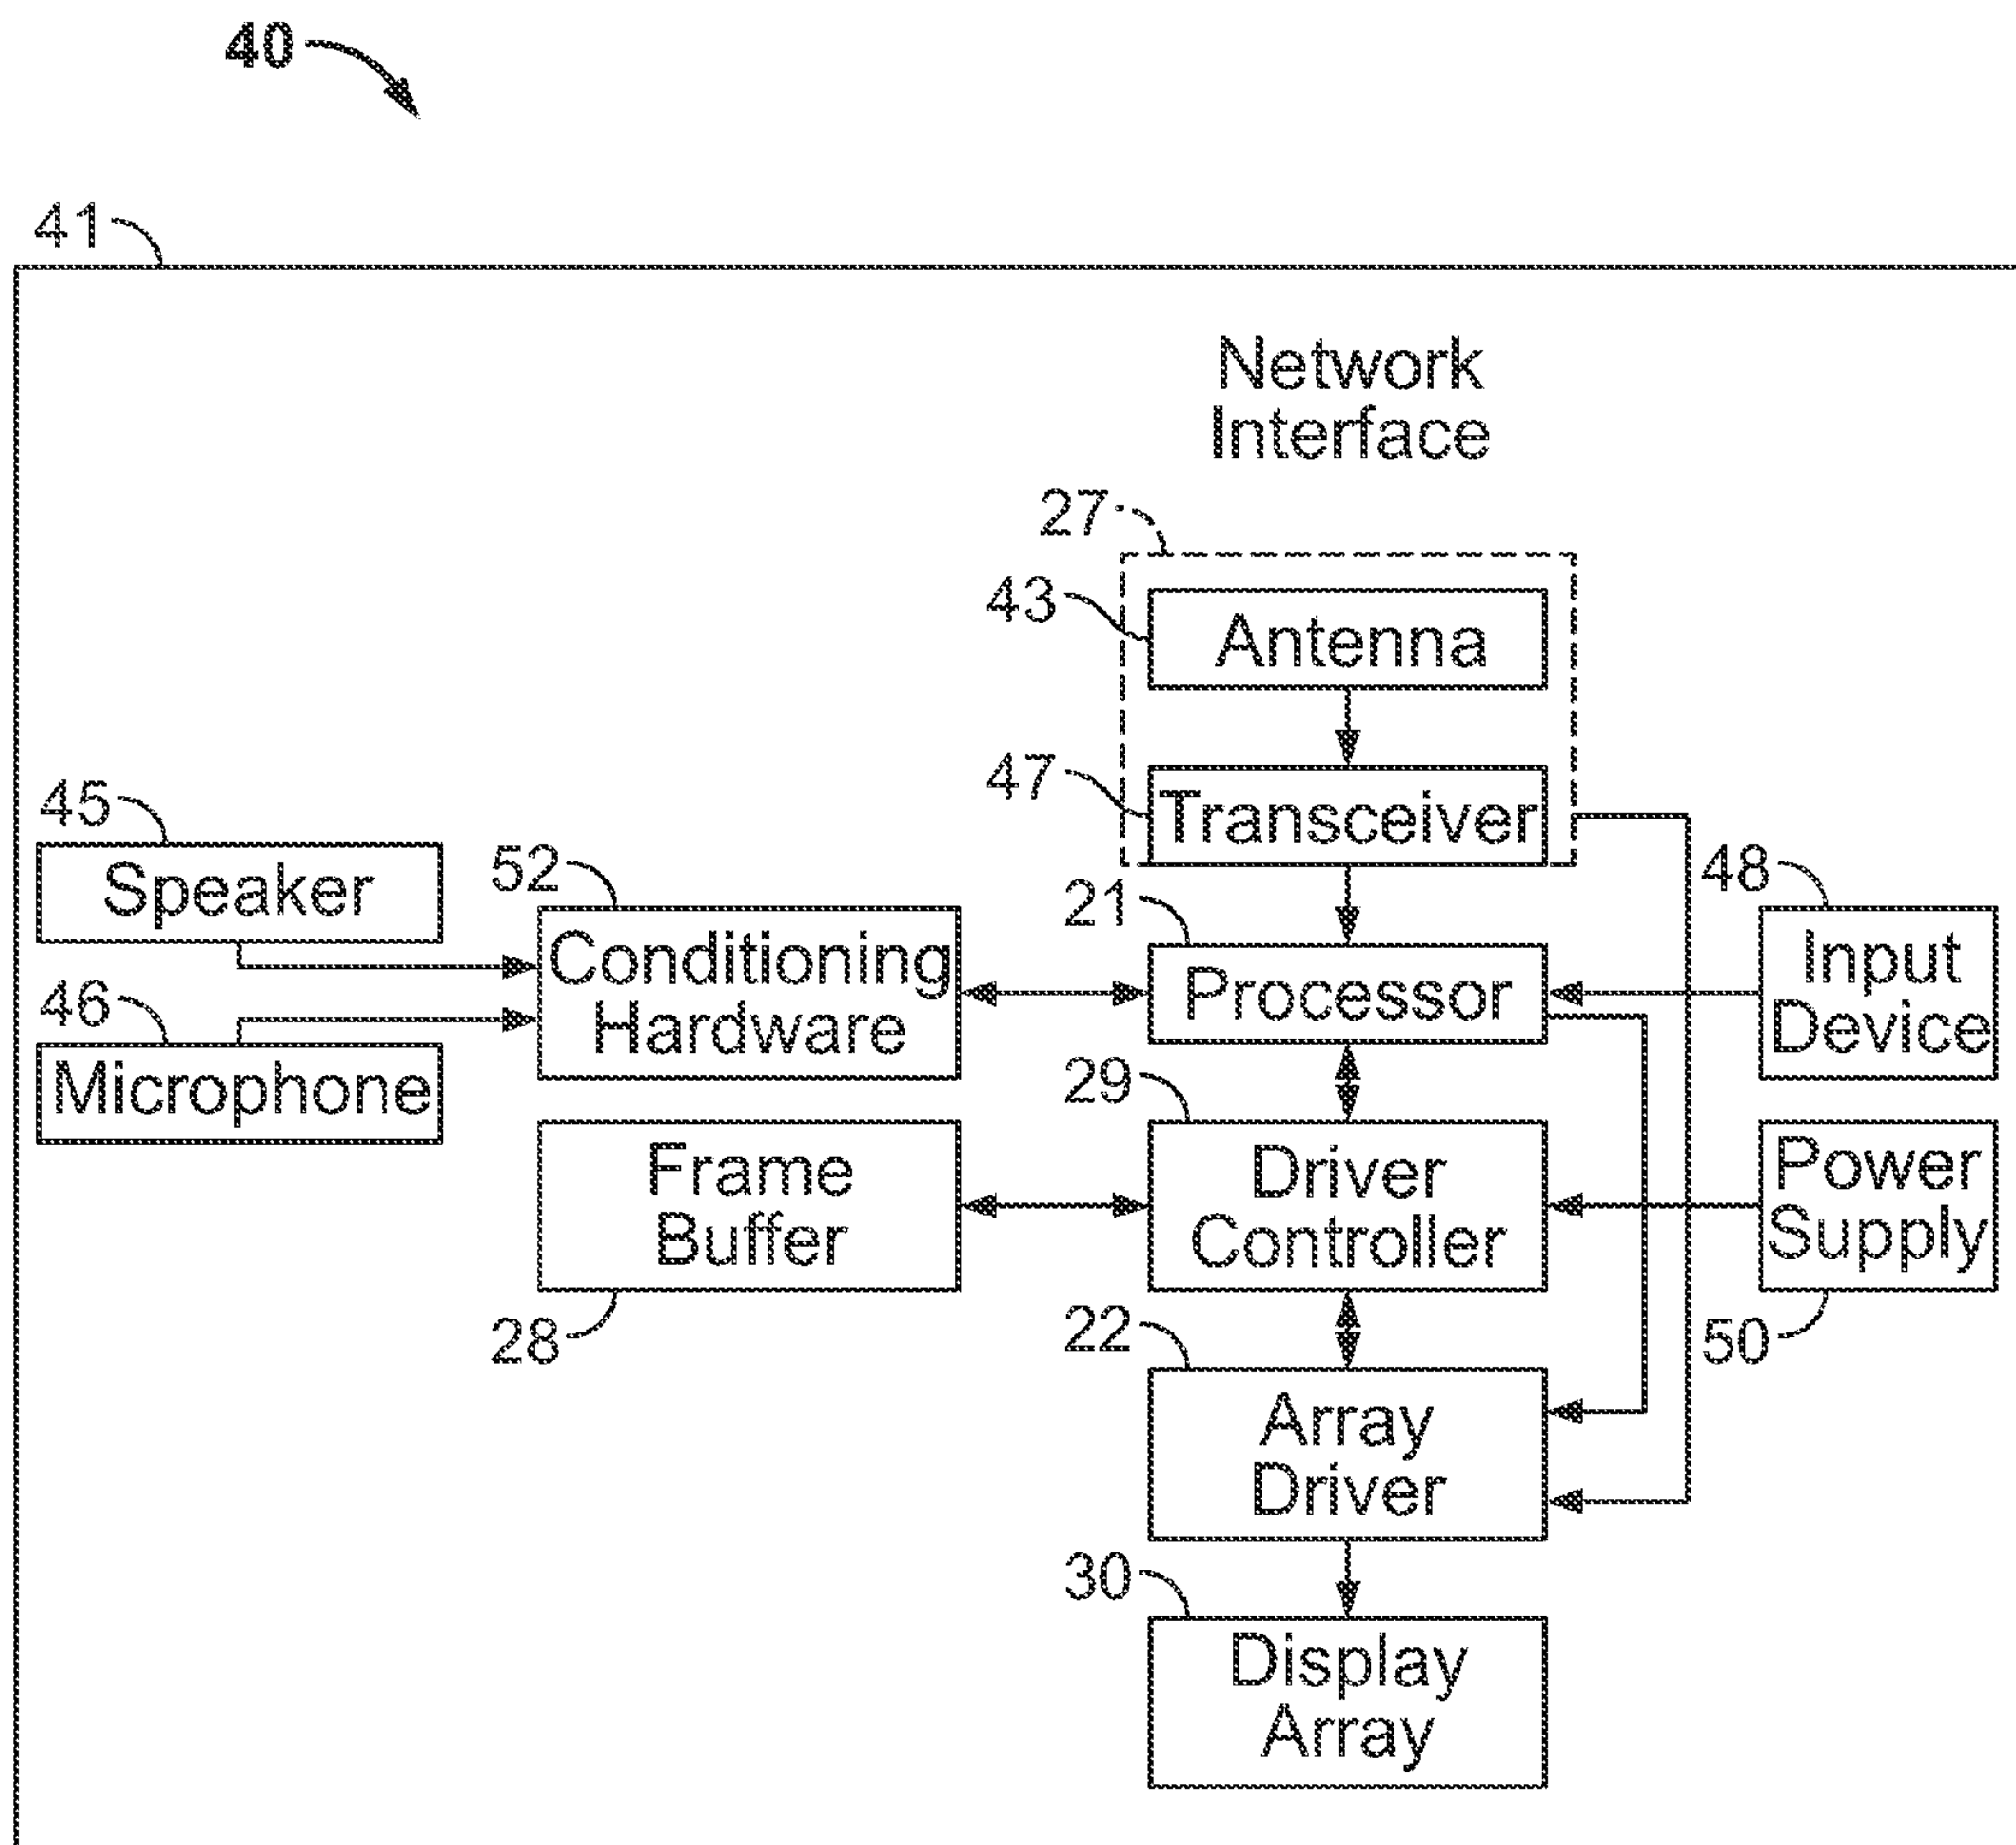 40
41
Network
Interface
27
43
Antenna
47
Transceiver
45
Speaker
52
Conditioning
Hardware
21
Processor
48
Input
Device
46
Microphone
29
Driver
Controller
Frame
Buffer
28
Power
Supply
50
22
Array
Driver
30
Display
Array